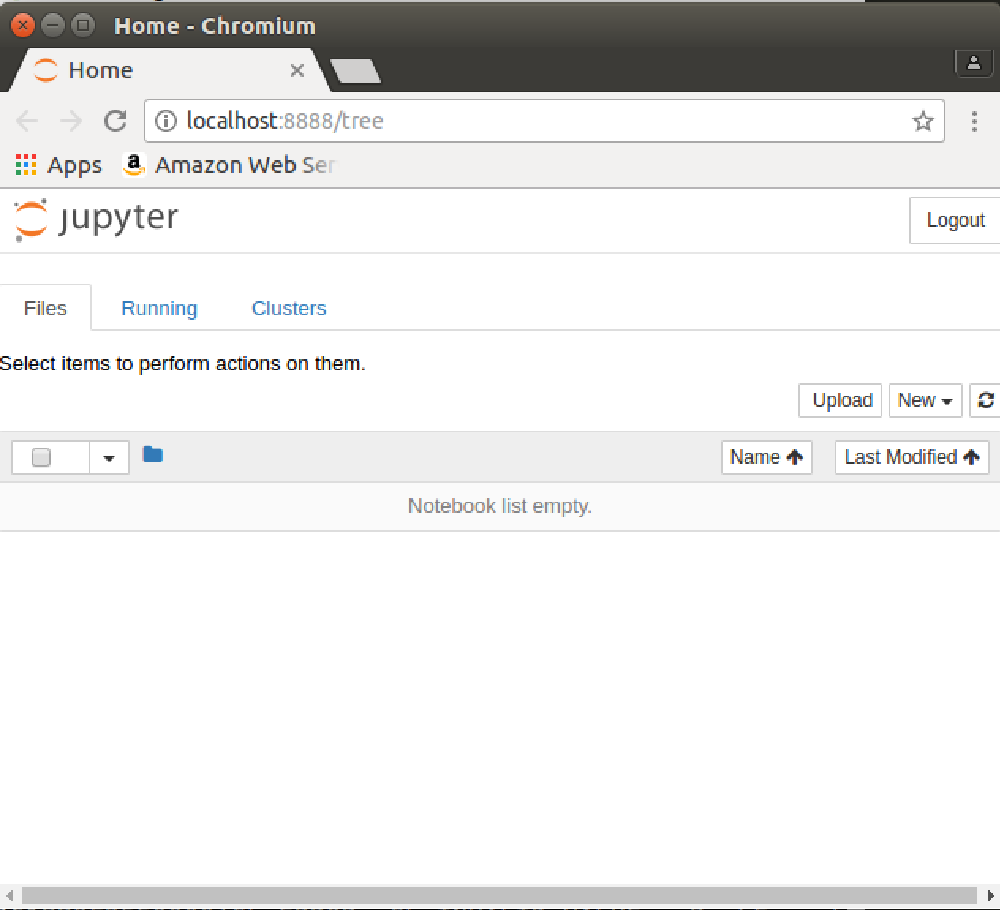 Home - Chromium
Home
localhost:8888/tree
Apps Amazon Web Ser
jupyter Logout
Files Running Clusters
Select items to perform actions on them.
Upload New
Name Last Modified
Notebook list empty.